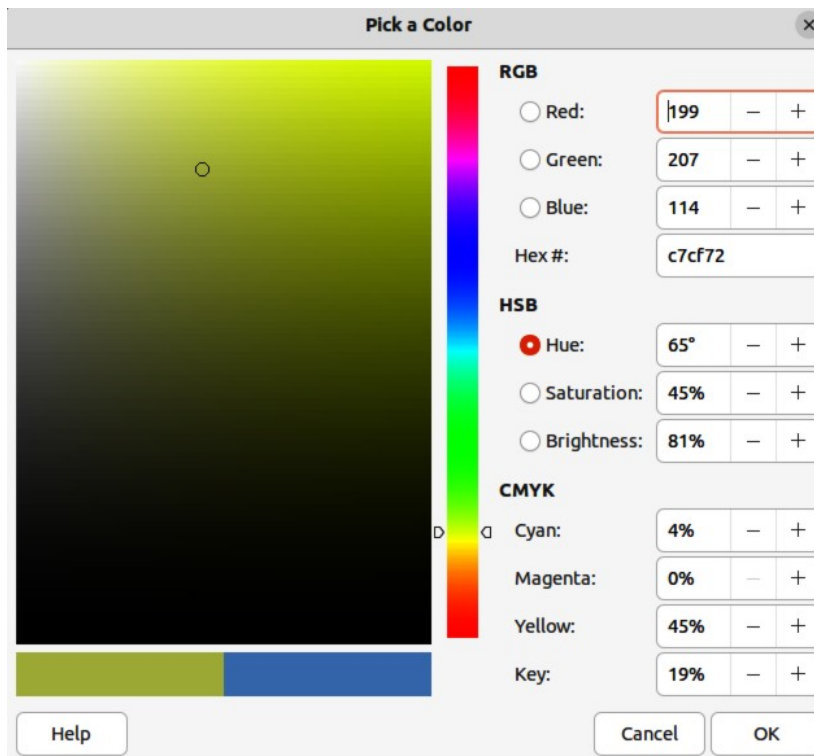 Pick a Color
RGB
Red: 199 − +
Green: 207 − +
Blue: 114 − +
Hex #: c7cf72
HSB
Hue: 65° − +
Saturation: 45% − +
Brightness: 81% − +
CMYK
Cyan: 4% − +
Magenta: 0% − +
Yellow: 45% − +
Key: 19% − +
Help Cancel OK